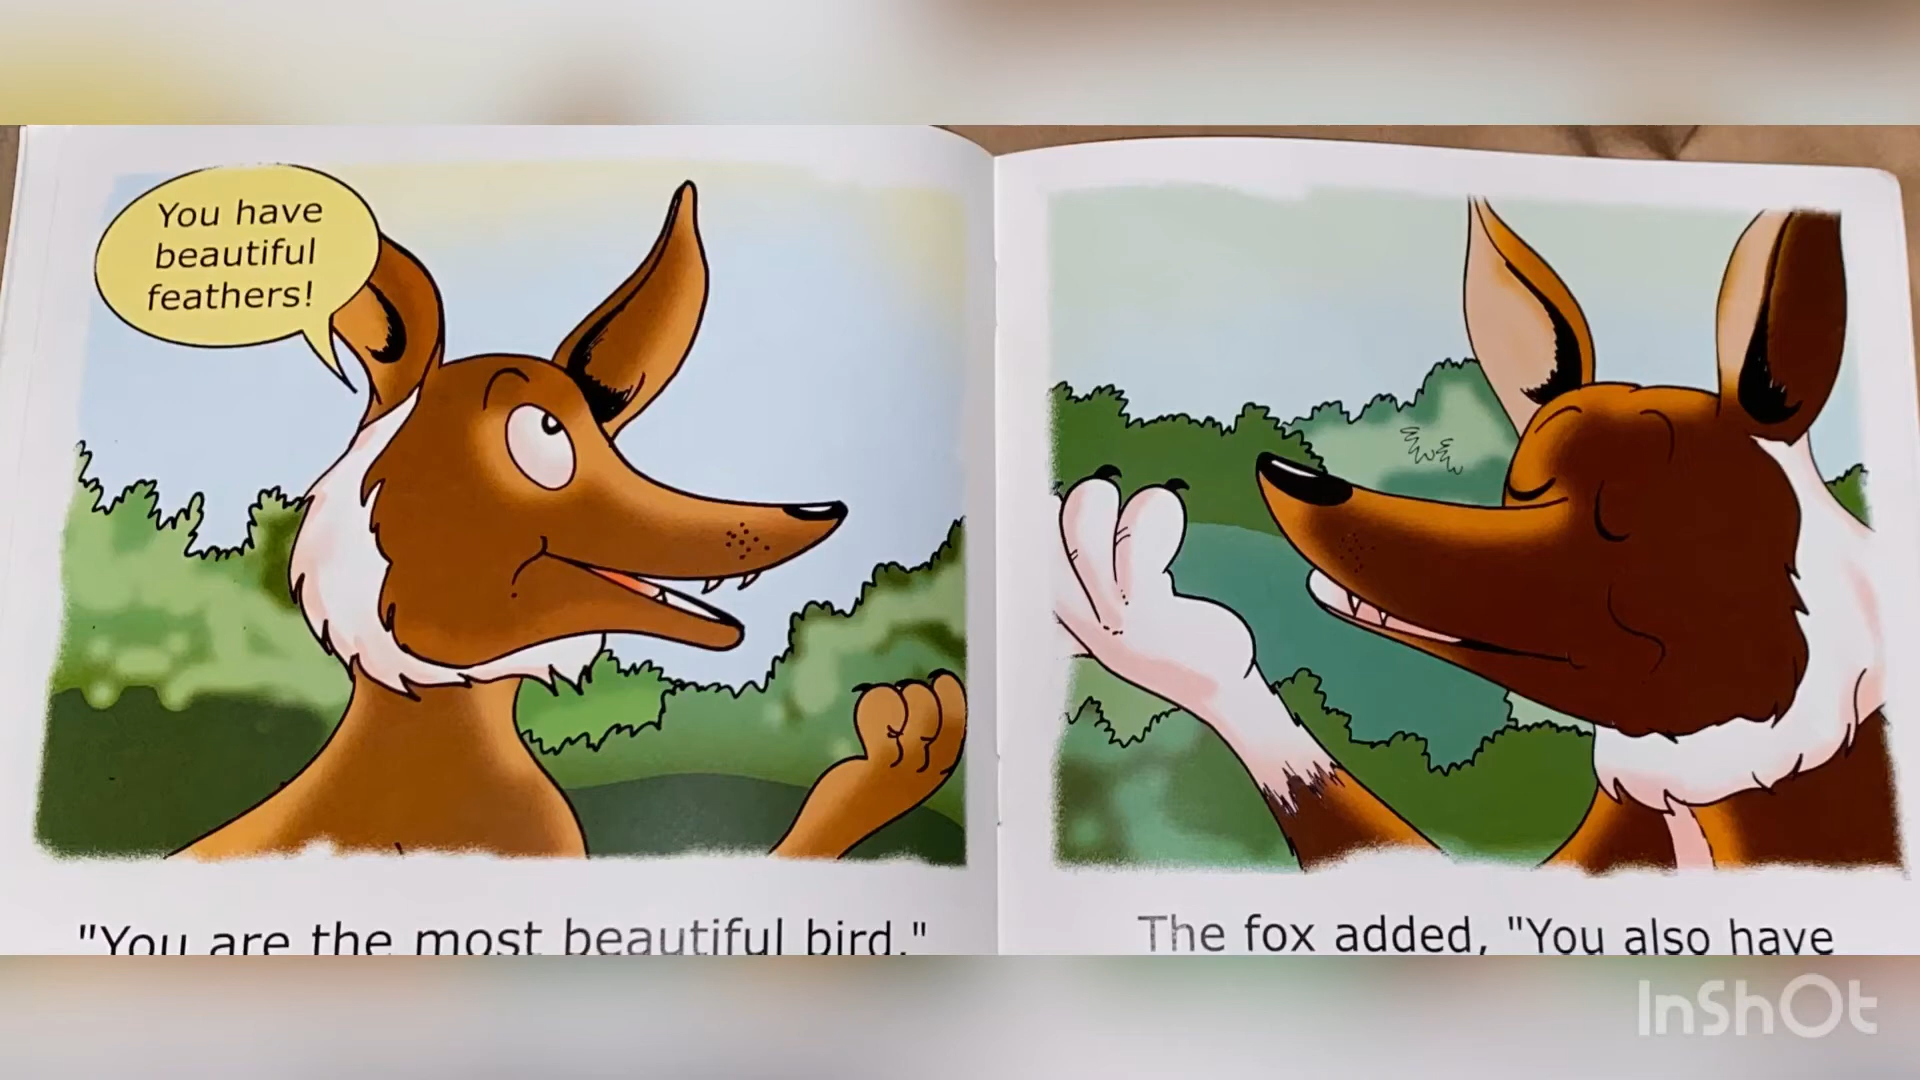 You have
beautiful
feathers!
"You are the most beautiful bird,"
The fox added, "You also have
InShOt